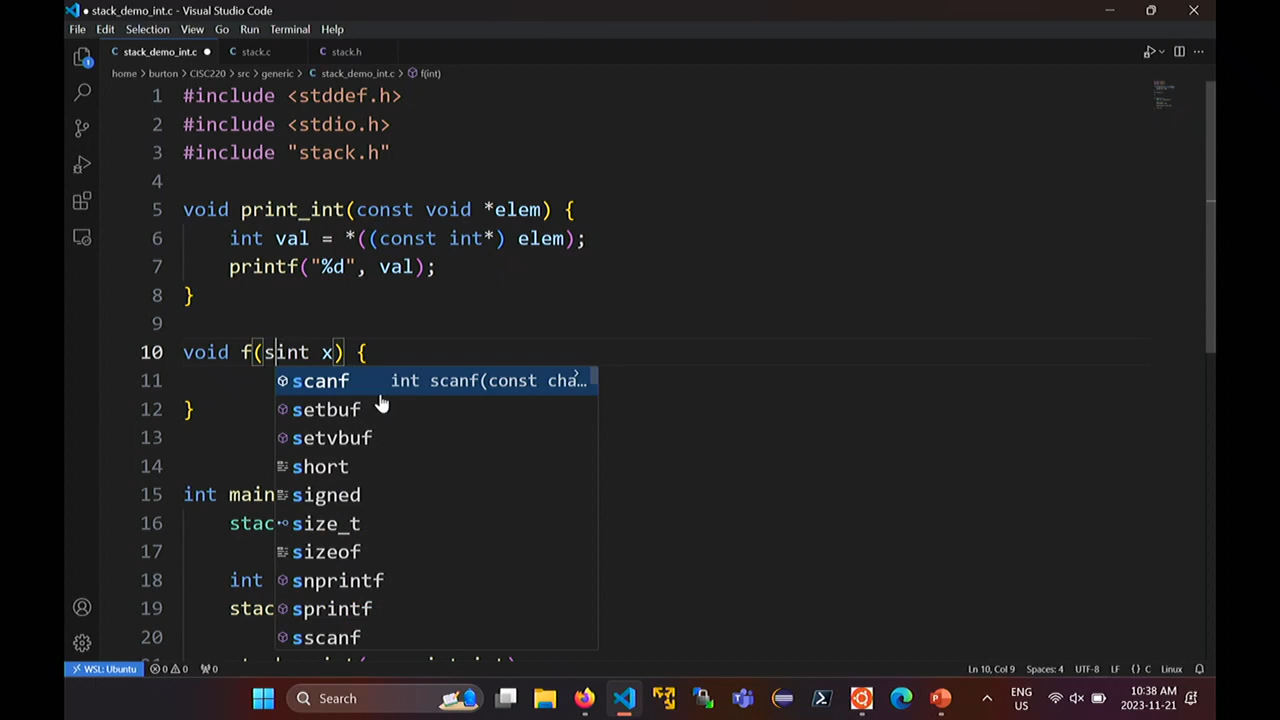 stack_demo_int.c - Visual Studio Code
File Edit Selection View Go Run Terminal Help
stack_demo_int.c stack.c stack.h
home > burton > CISC220 > src > generic > C stack_demo_int.c > f(int)
1 #include <stddef.h>
2 #include <stdio.h>
3 #include "stack.h"
4
5 void print_int(const void *elem) {
6 int val = *((const int*) elem);
7 printf("%d", val);
8 }
9
10 void f(sint x) {
11 scanf int scanf(const cha…
12 } setbuf
13 setvbuf
14 short
15 int main signed
16 stac size_t
17 sizeof
18 int snprintf
19 stac sprintf
20 sscanf
WSL: Ubuntu 0 0 0 Ln 10, Col 9 Spaces: 4 UTF-8 LF {} C Linux
Search ENG US 10:38 AM 2023-11-21